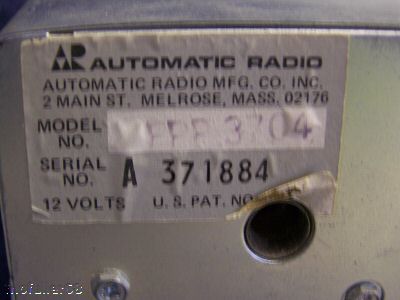 AR AUTOMATIC RADIO
AUTOMATIC RADIO MFG. CO. INC.
2 MAIN ST. MELROSE, MASS. 02176
MODEL NO.
SERIAL NO. A 371884
12 VOLTS U.S. PAT. NO.